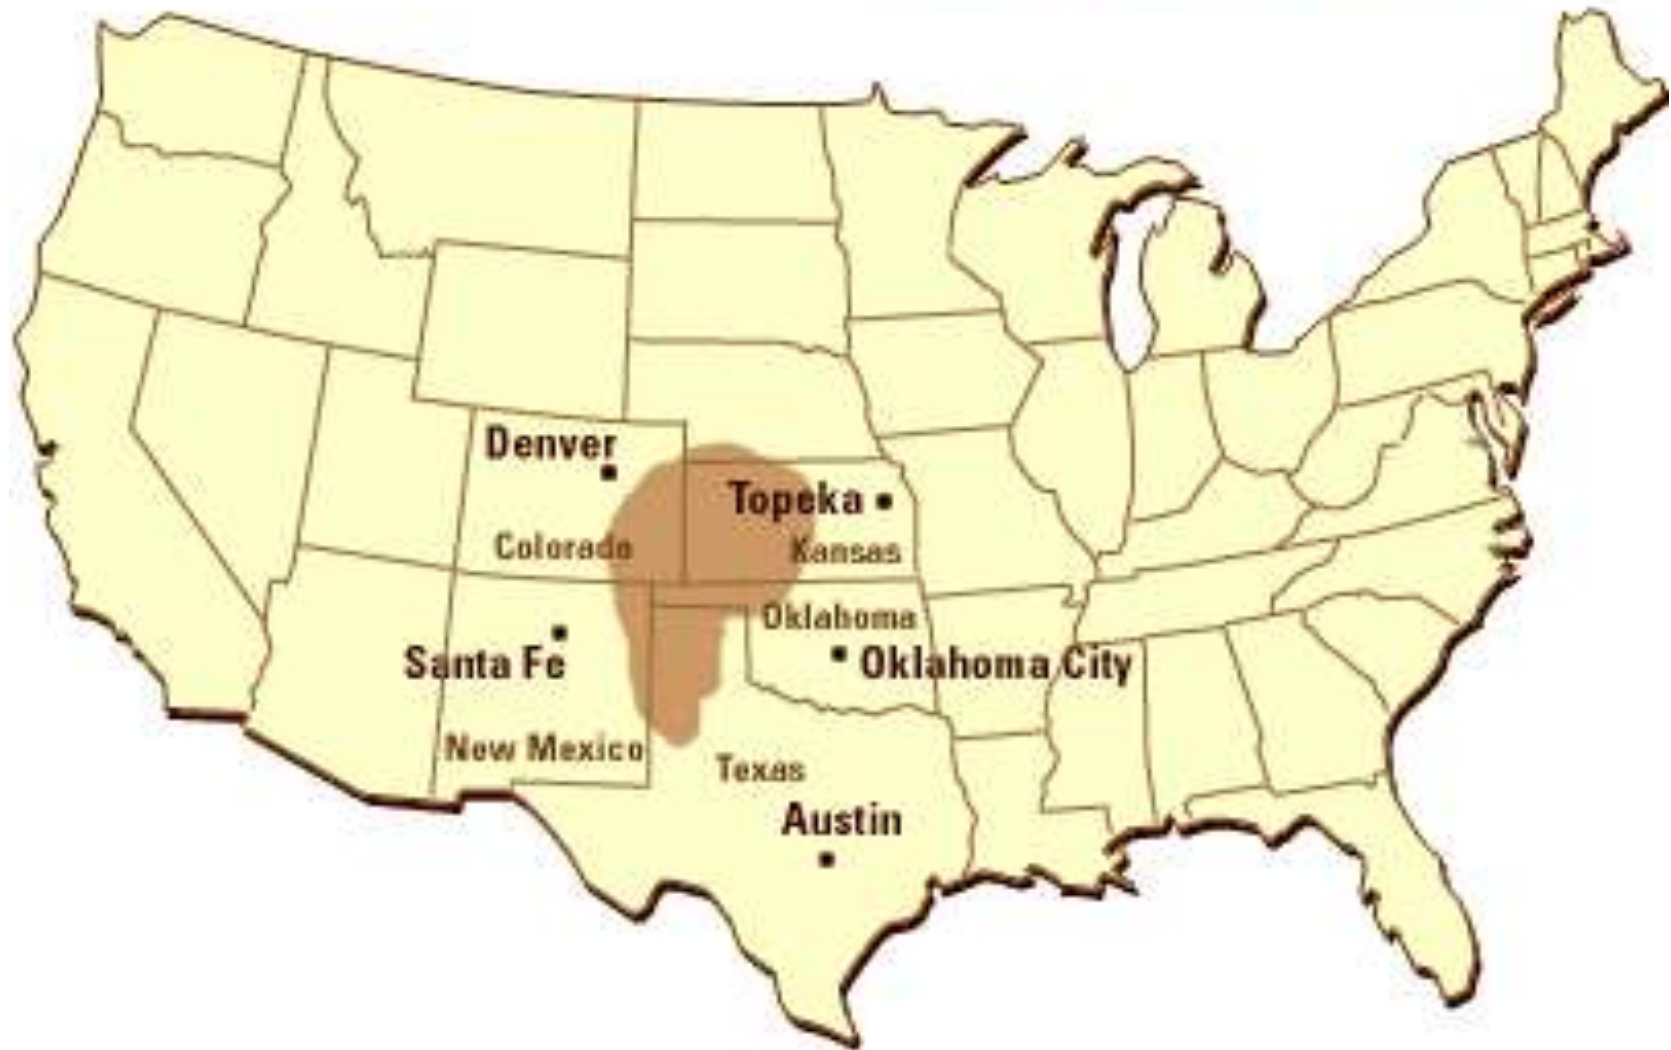 Denver
Topeka
Colorado
Kansas
Oklahoma
Santa Fe
Oklahoma City
New Mexico
Texas
Austin